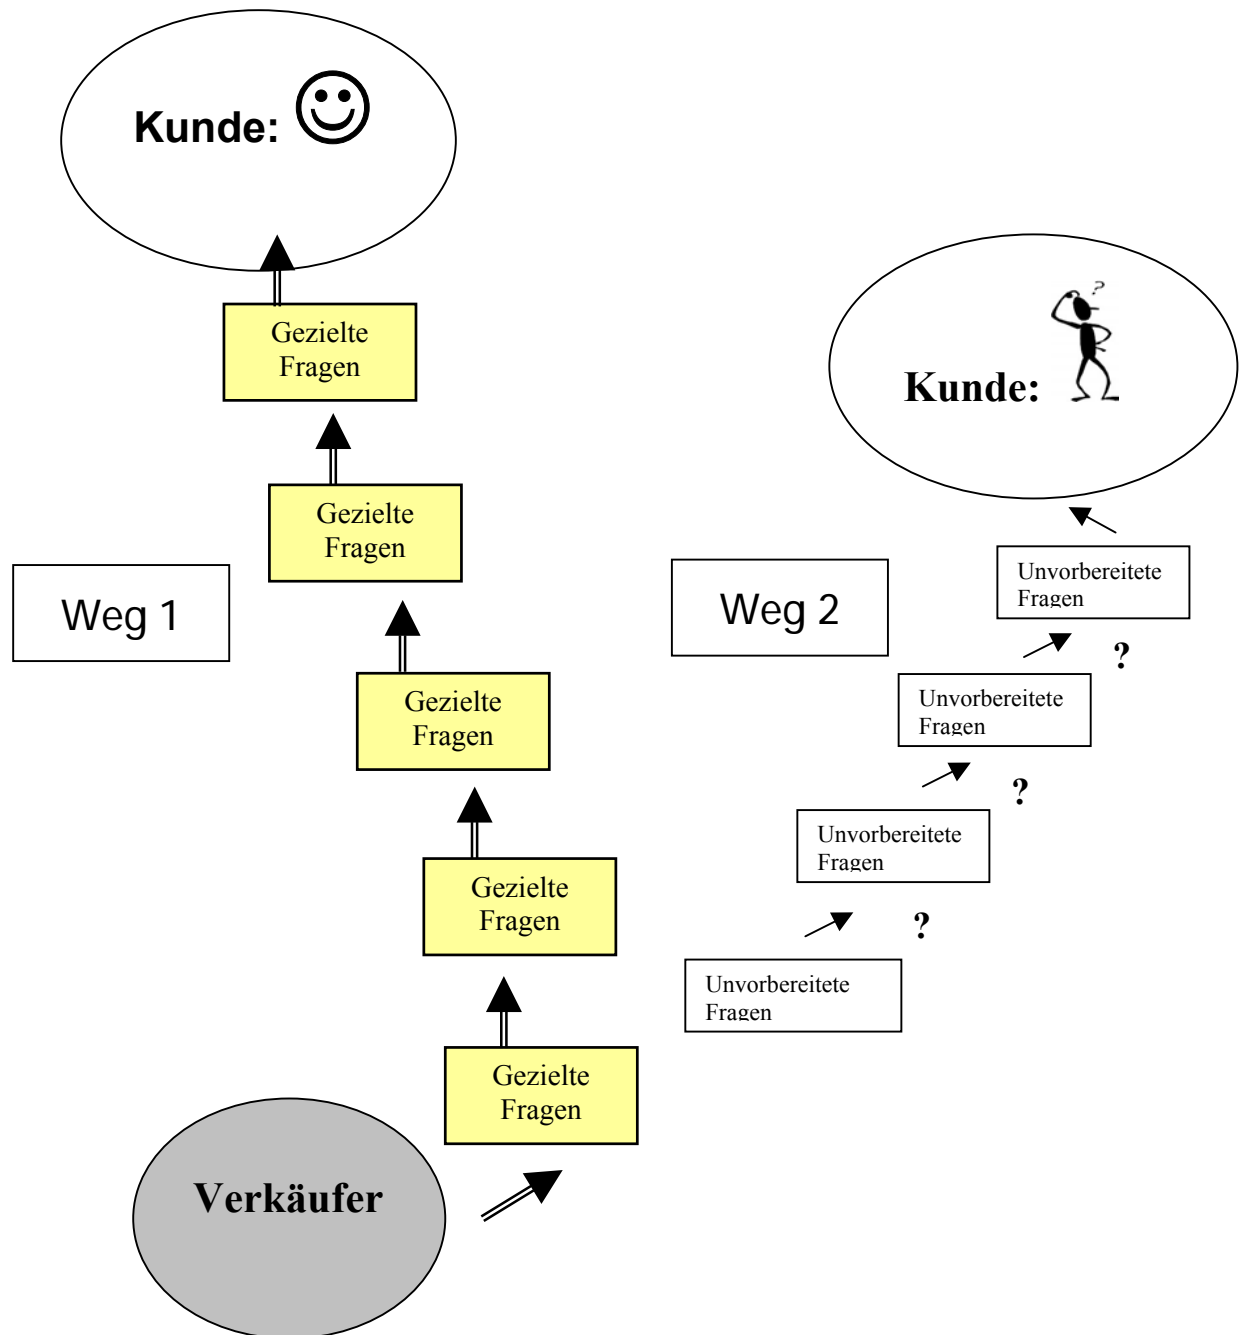 Kunde:
Gezielte
Fragen
Gezielte
Fragen
Weg 1
Gezielte
Fragen
Gezielte
Fragen
Gezielte
Fragen
Verkäufer
?
Kunde:
Unvorbereitete
Fragen
Weg 2
?
Unvorbereitete
Fragen
?
Unvorbereitete
Fragen
?
Unvorbereitete
Fragen